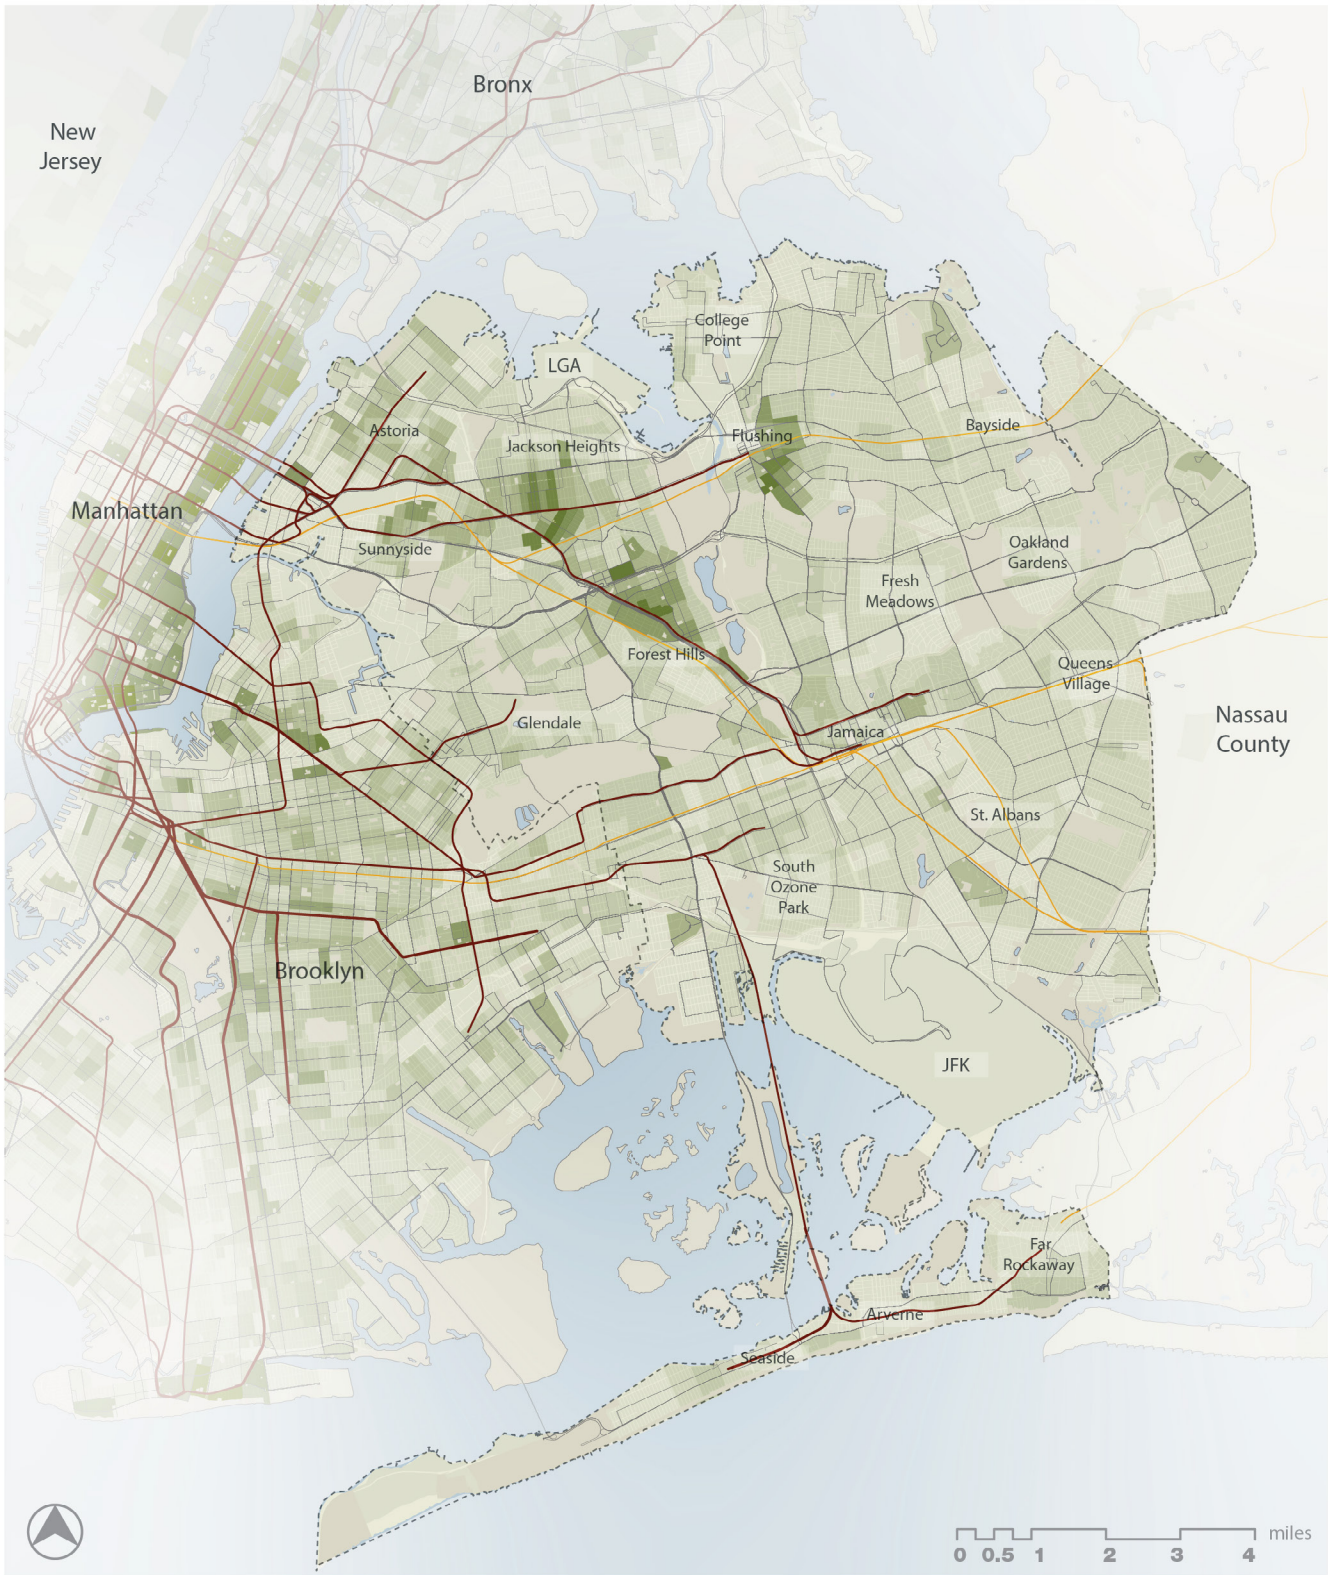 Bronx
New
Jersey
College
Point
LGA
Astoria
Flushing
Bayside
Jackson Heights
Manhattan
Sunnyside
Oakland
Gardens
Fresh
Meadows
Forest Hills
Queens
Village
Glendale
Jamaica
Nassau
County
St. Albans
South
Ozone
Park
Brooklyn
JFK
Far
Rockaway
Arverne
Seaside
miles
0 0.5 1 2 3 4